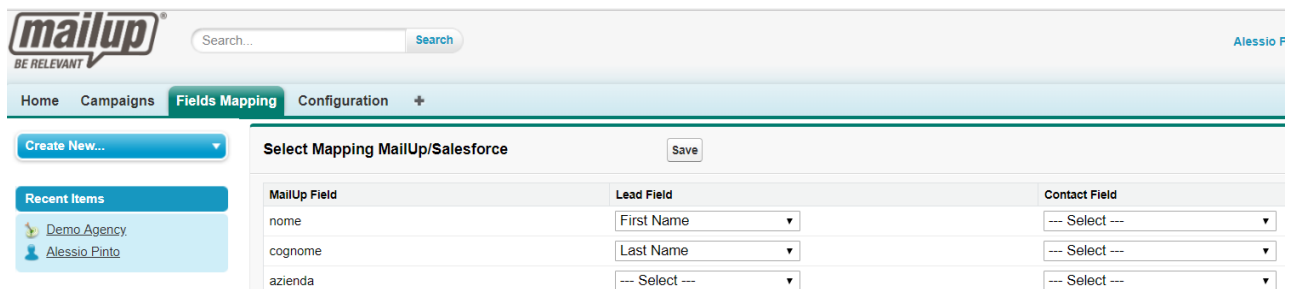 mailup®
BE RELEVANT
Search...
Search
Alessio P
Home Campaigns Fields Mapping Configuration +
Create New...
Select Mapping MailUp/Salesforce
Save
Recent Items
Demo Agency
Alessio Pinto
MailUp Field Lead Field Contact Field
nome First Name --- Select ---
cognome Last Name --- Select ---
azienda --- Select --- --- Select ---